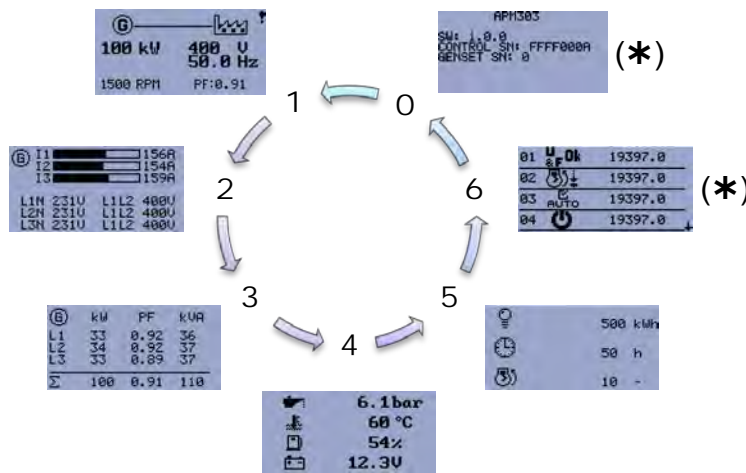 G
100 kW 400 V
50.0 Hz
1500 RPM PF:0.91
APM303
SW: 1.0.0
CONTROL SN: FFFF000A
GENSET SN: 0
(*)
1
0
G I1 156A
I2 154A
I3 159A
L1N 231V L1L2 400V
L2N 231V L1L2 400V
L3N 231V L1L2 400V
2
6
01 U&F Ok 19397.0
02 19397.0
03 AUTO 19397.0
04 19397.0
(*)
3
4
5
G kW PF kVA
L1 33 0.92 36
L2 34 0.92 37
L3 33 0.89 37
Σ 100 0.91 110
500 kWh
50 h
10 -
6.1bar
60 °C
54%
12.3V